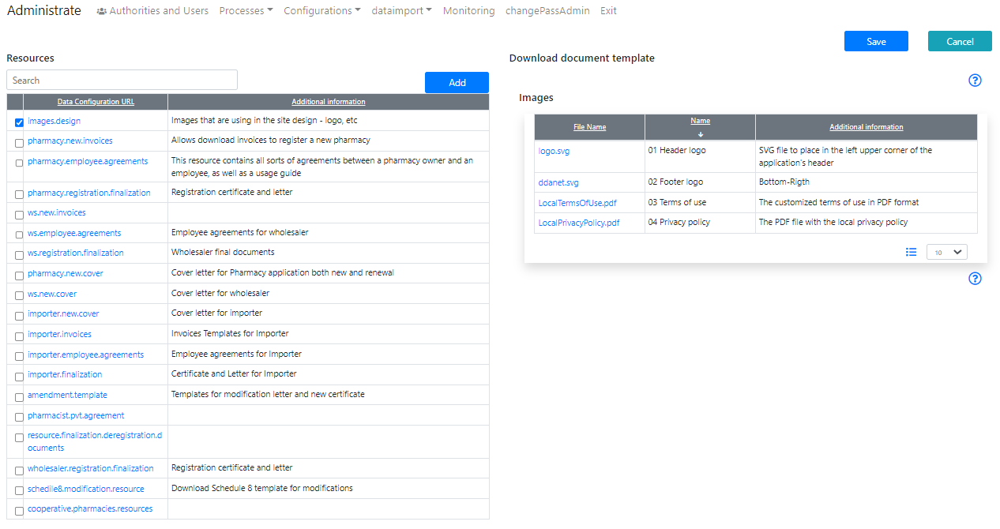 Administrate Authorities and Users Processes Configurations dataimport Monitoring changePassAdmin Exit
Save Cancel
Resources
Search
Add
Data Configuration URL Additional information
images.design Images that are using in the site design - logo, etc
pharmacy.new.invoices Allows download invoices to register a new pharmacy
pharmacy.employee.agreements This resource contains all sorts of agreements between a pharmacy owner and an
employee, as well as a usage guide
pharmacy.registration.finalization Registration certificate and letter
ws.new.invoices
ws.employee.agreements Employee agreements for wholesaler
ws.registration.finalization Wholesaler final documents
pharmacy.new.cover Cover letter for Pharmacy application both new and renewal
ws.new.cover Cover letter for wholesaler
importer.new.cover Cover letter for importer
importer.invoices Invoices Templates for Importer
importer.employee.agreements Employee agreements for Importer
importer.finalization Certificate and Letter for Importer
amendment.template Templates for modification letter and new certificate
pharmacist.pvt.agreement
resource.finalization.deregistration.d
ocuments
wholesaler.registration.finalization Registration certificate and letter
schedile8.modification.resource Download Schedule 8 template for modifications
cooperative.pharmacies.resources
Download document template
?
Images
File Name Name Additional information
logo.svg 01 Header logo SVG file to place in the left upper corner of the
application's header
ddanet.svg 02 Footer logo Bottom-Rigth
LocalTermsOfUse.pdf 03 Terms of use The customized terms of use in PDF format
LocalPrivacyPolicy.pdf 04 Privacy policy The PDF file with the local privacy policy
10
?